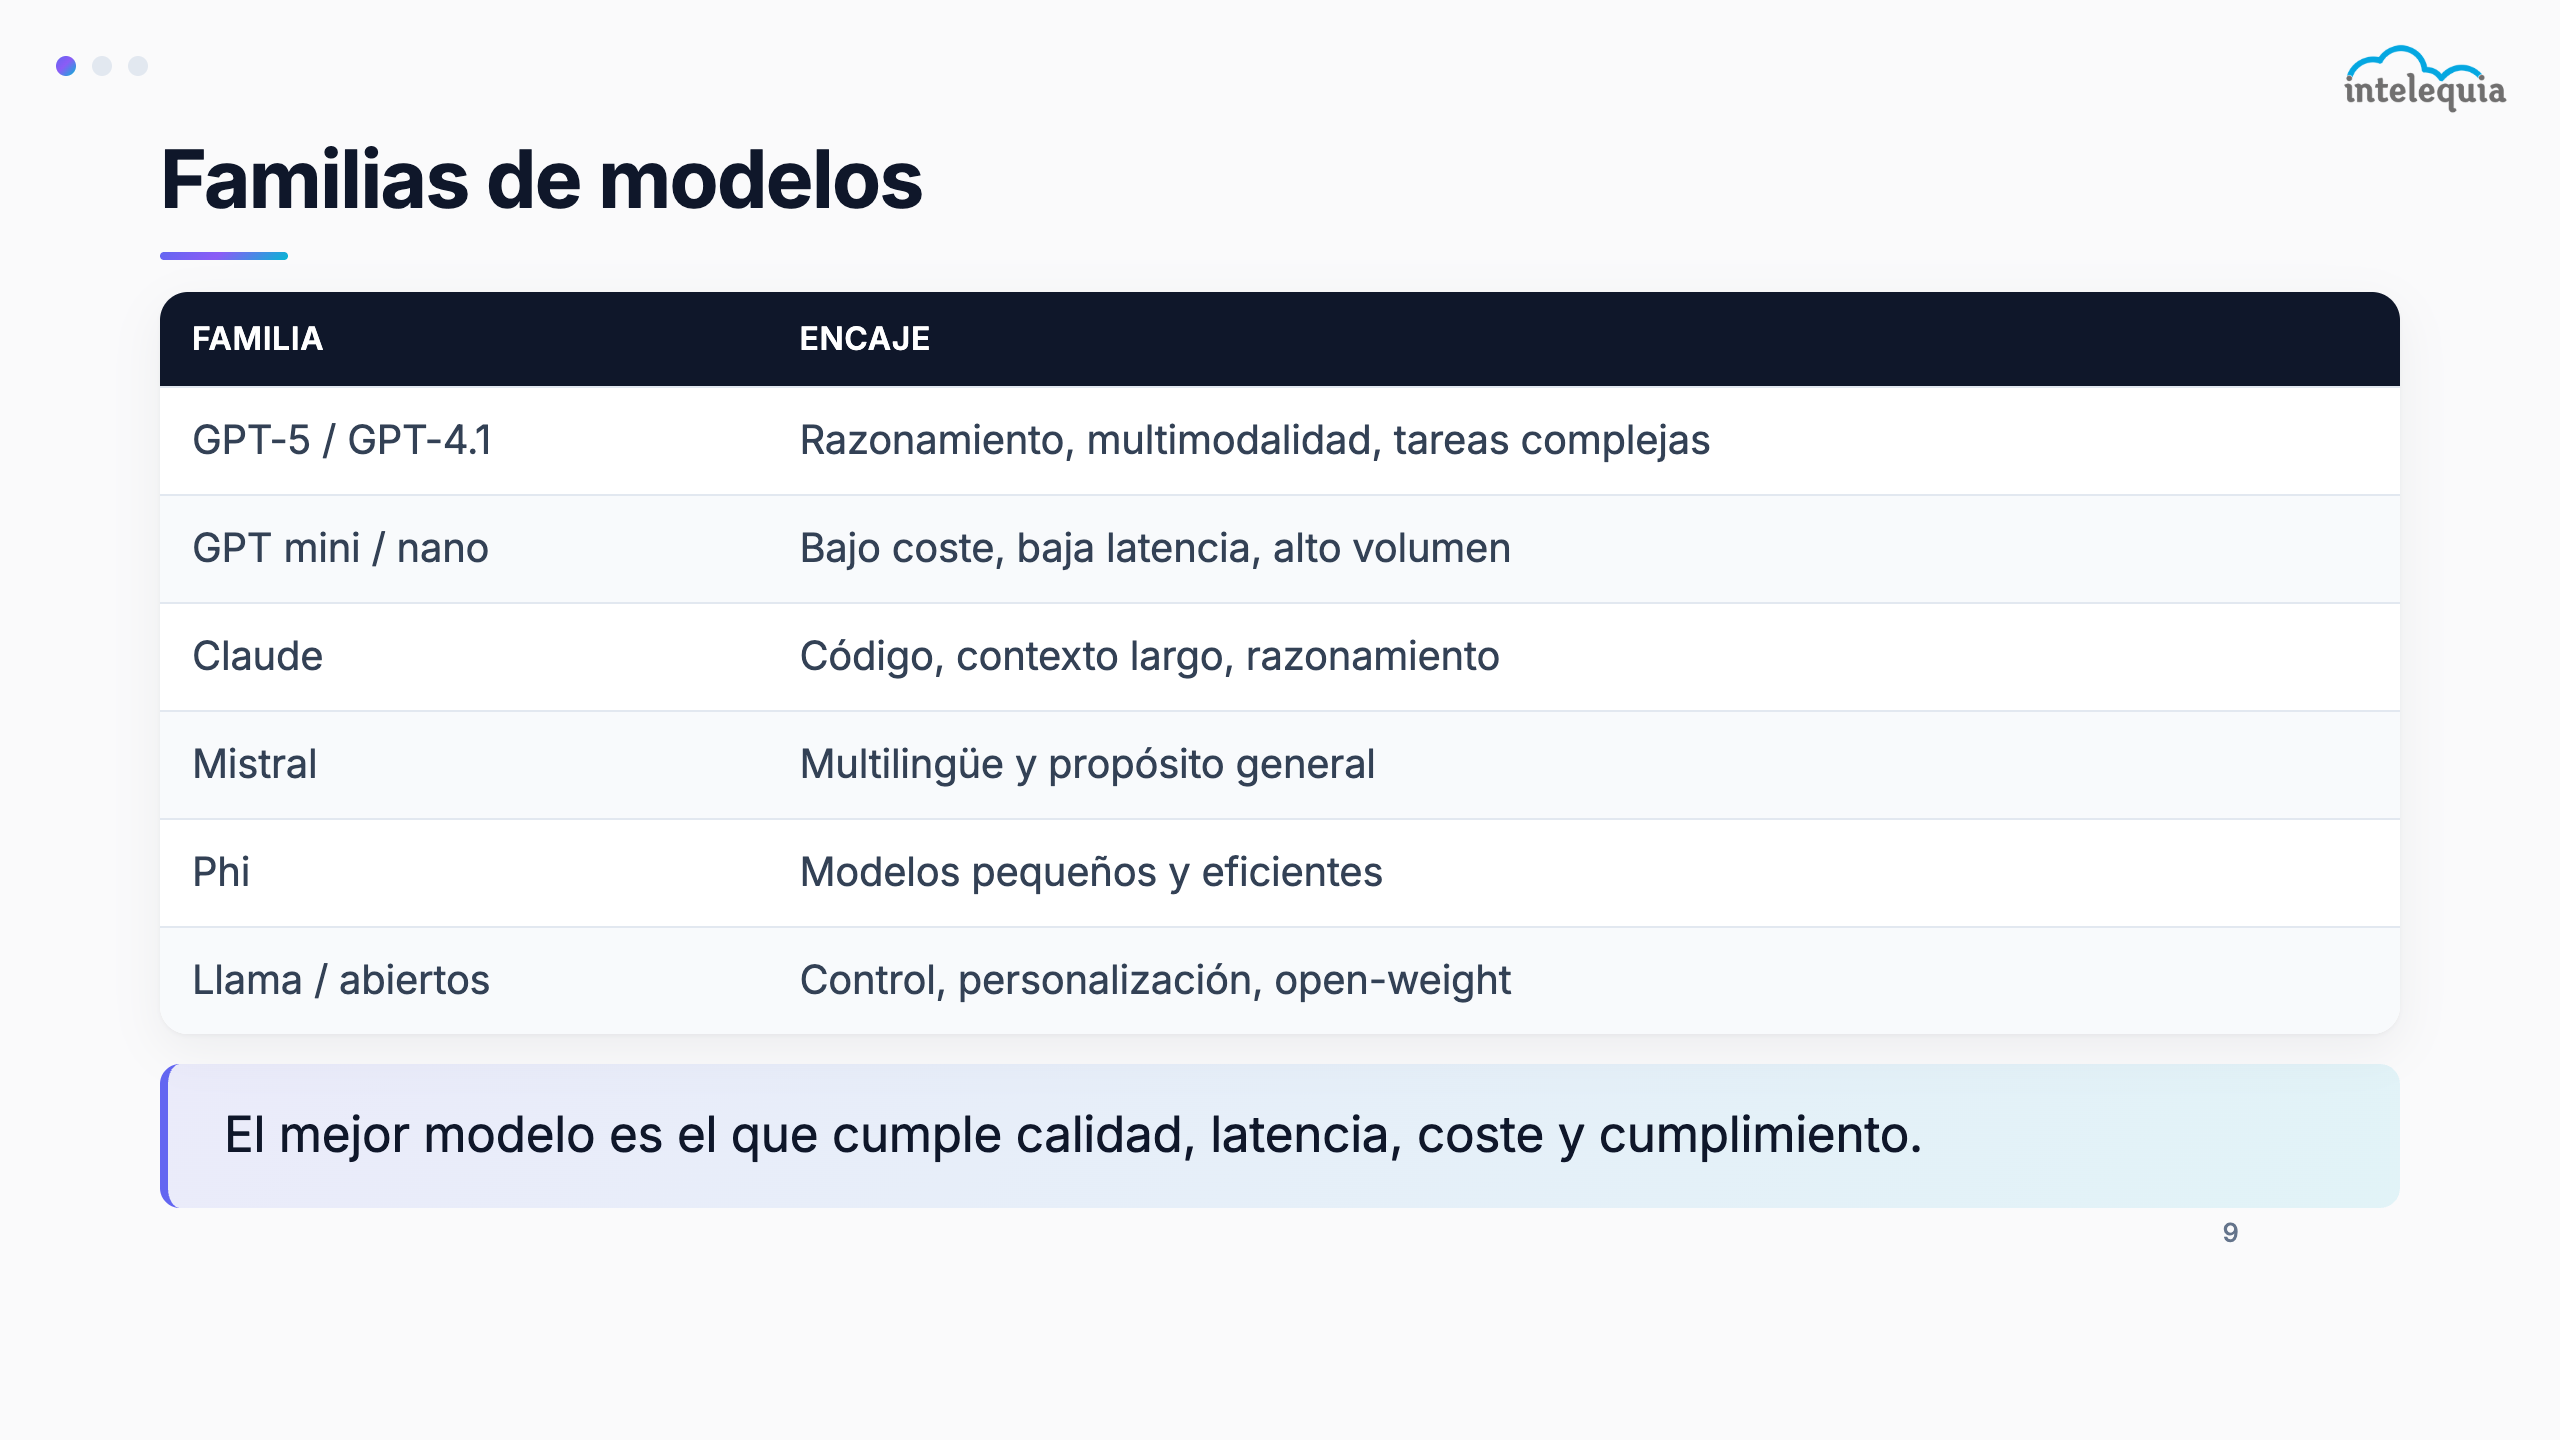 intelequia
Familias de modelos
FAMILIA ENCAJE
GPT-5 / GPT-4.1 Razonamiento, multimodalidad, tareas complejas
GPT mini / nano Bajo coste, baja latencia, alto volumen
Claude Código, contexto largo, razonamiento
Mistral Multilingüe y propósito general
Phi Modelos pequeños y eficientes
Llama / abiertos Control, personalización, open-weight
El mejor modelo es el que cumple calidad, latencia, coste y cumplimiento.
9